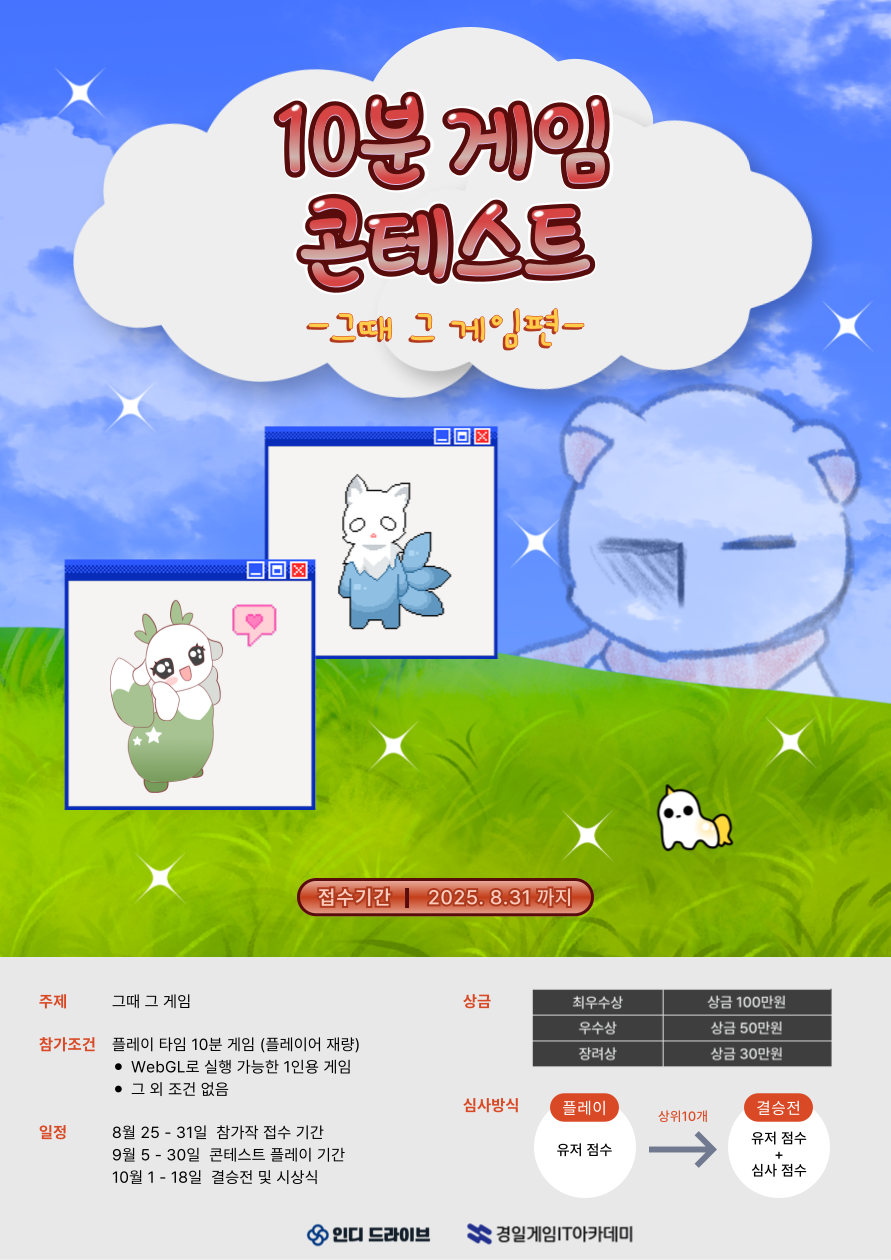 10분 게임
콘테스트
-그때 그 게임편-
접수기간 | 2025. 8.31 까지
주제 그때 그 게임
참가조건 플레이 타임 10분 게임 (플레이어 재량)
• WebGL로 실행 가능한 1인용 게임
• 그 외 조건 없음
일정 8월 25 - 31일 참가작 접수 기간
9월 5 - 30일 콘테스트 플레이 기간
10월 1 - 18일 결승전 및 시상식
상금
최우수상 상금 100만원
우수상 상금 50만원
장려상 상금 30만원
심사방식
플레이
유저 점수
상위10개
결승전
유저 점수
+
심사 점수
인디 드라이브
경일게임IT아카데미